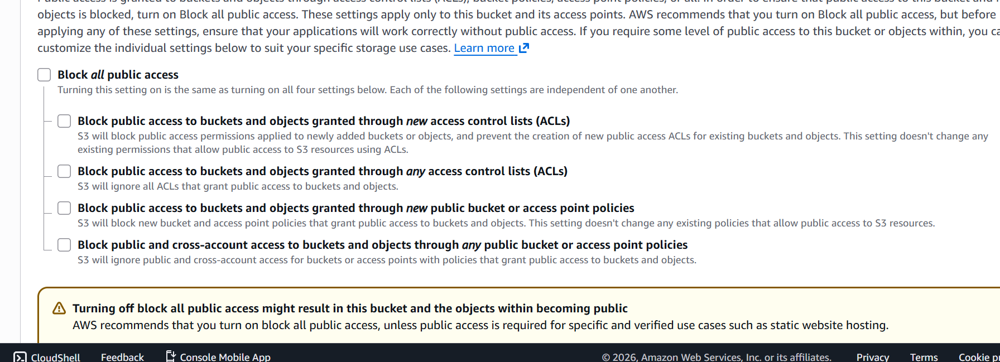 objects is blocked, turn on Block all public access. These settings apply only to this bucket and its access points. AWS recommends that you turn on Block all public access, but before
applying any of these settings, ensure that your applications will work correctly without public access. If you require some level of public access to this bucket or objects within, you
customize the individual settings below to suit your specific storage use cases. Learn more
Block all public access
Turning this setting on is the same as turning on all four settings below. Each of the following settings are independent of one another.
Block public access to buckets and objects granted through new access control lists (ACLs)
S3 will block public access permissions applied to newly added buckets or objects, and prevent the creation of new public access ACLs for existing buckets and objects. This setting doesn't change any
existing permissions that allow public access to S3 resources using ACLs.
Block public access to buckets and objects granted through any access control lists (ACLs)
S3 will ignore all ACLs that grant public access to buckets and objects.
Block public access to buckets and objects granted through new public bucket or access point policies
S3 will block new bucket and access point policies that grant public access to buckets and objects. This setting doesn't change any existing policies that allow public access to S3 resources.
Block public and cross-account access to buckets and objects through any public bucket or access point policies
S3 will ignore public and cross-account access for buckets or access points with policies that grant public access to buckets and objects.
Turning off block all public access might result in this bucket and the objects within becoming public
AWS recommends that you turn on block all public access, unless public access is required for specific and verified use cases such as static website hosting.
CloudShell Feedback Console Mobile App © 2026, Amazon Web Services, Inc. or its affiliates. Privacy Terms Cookie